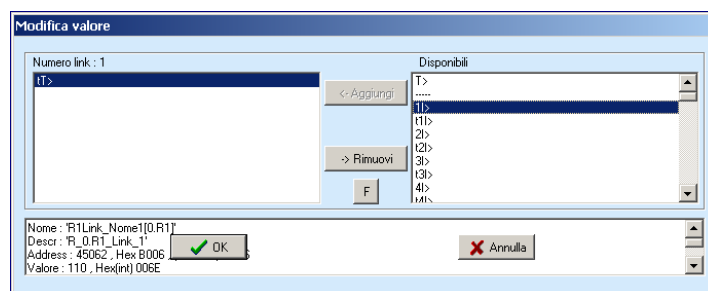 Modifica valore
Numero link : 1
Disponibili
tT>
T>
-----
<- Aggiungi
1I>
t1I>
2I>
t2I>
-> Rimuovi
3I>
t3I>
F
4I>
t4I>
Nome : 'R1Link_Nome1[0.R1]'
Descr : 'R_0.R1_Link_1'
OK
Annulla
Address : 45062 , Hex B006
Valore : 110 , Hex(int) 006E